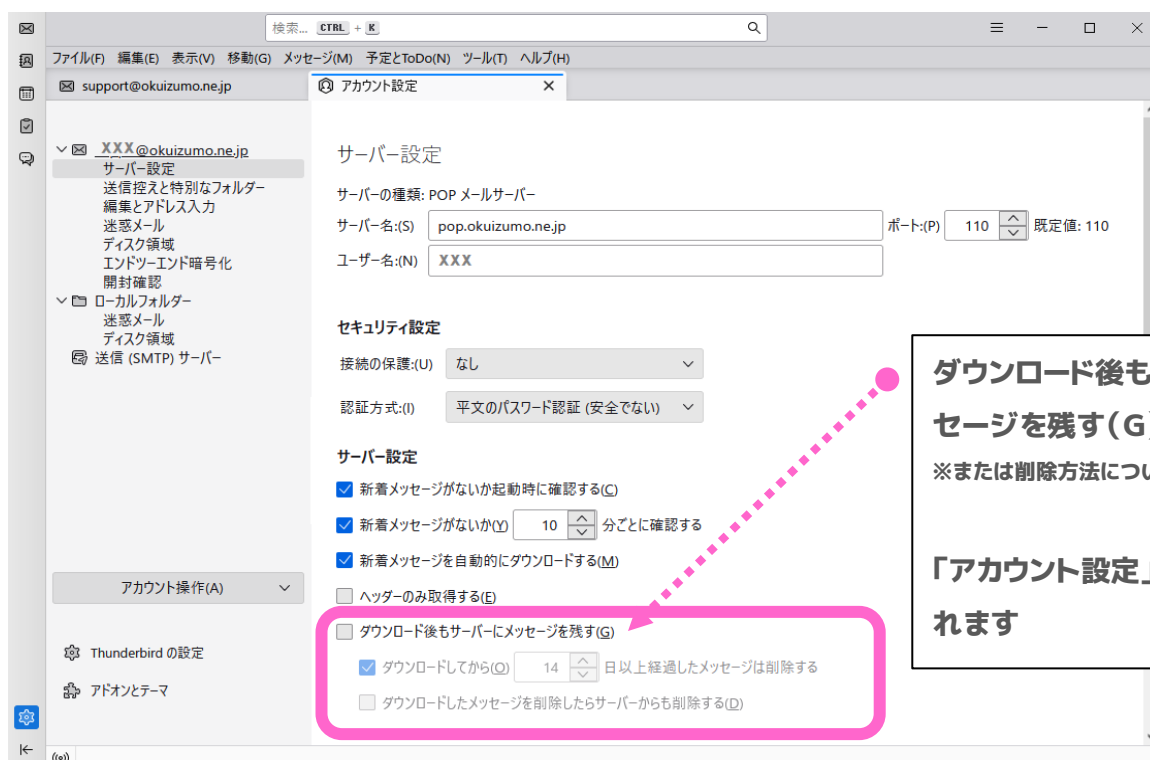 検索... CTRL + K
ファイル(F) 編集(E) 表示(V) 移動(G) メッセージ(M) 予定とToDo(N) ツール(T) ヘルプ(H)
support@okuizumo.ne.jp
アカウント設定
XXX@okuizumo.ne.jp
サーバー設定
送信控えと特別なフォルダー
編集とアドレス入力
迷惑メール
ディスク領域
エンドツーエンド暗号化
開封確認
ローカルフォルダー
迷惑メール
ディスク領域
送信 (SMTP) サーバー
アカウント操作(A)
Thunderbird の設定
アドオンとテーマ
サーバー設定
サーバーの種類: POP メールサーバー
サーバー名:(S) pop.okuizumo.ne.jp ポート:(P) 110 既定値: 110
ユーザー名:(N) XXX
セキュリティ設定
接続の保護:(U) なし
認証方式:(I) 平文のパスワード認証 (安全でない)
サーバー設定
新着メッセージがないか起動時に確認する(C)
新着メッセージがないか(Y) 10 分ごとに確認する
新着メッセージを自動的にダウンロードする(M)
ヘッダーのみ取得する(E)
ダウンロード後もサーバーにメッセージを残す(G)
ダウンロードしてから(O) 14 日以上経過したメッセージは削除する
ダウンロードしたメッセージを削除したらサーバーからも削除する(D)
ダウンロード後も
セージを残す(G)
※または削除方法につい
「アカウント設定」
れます